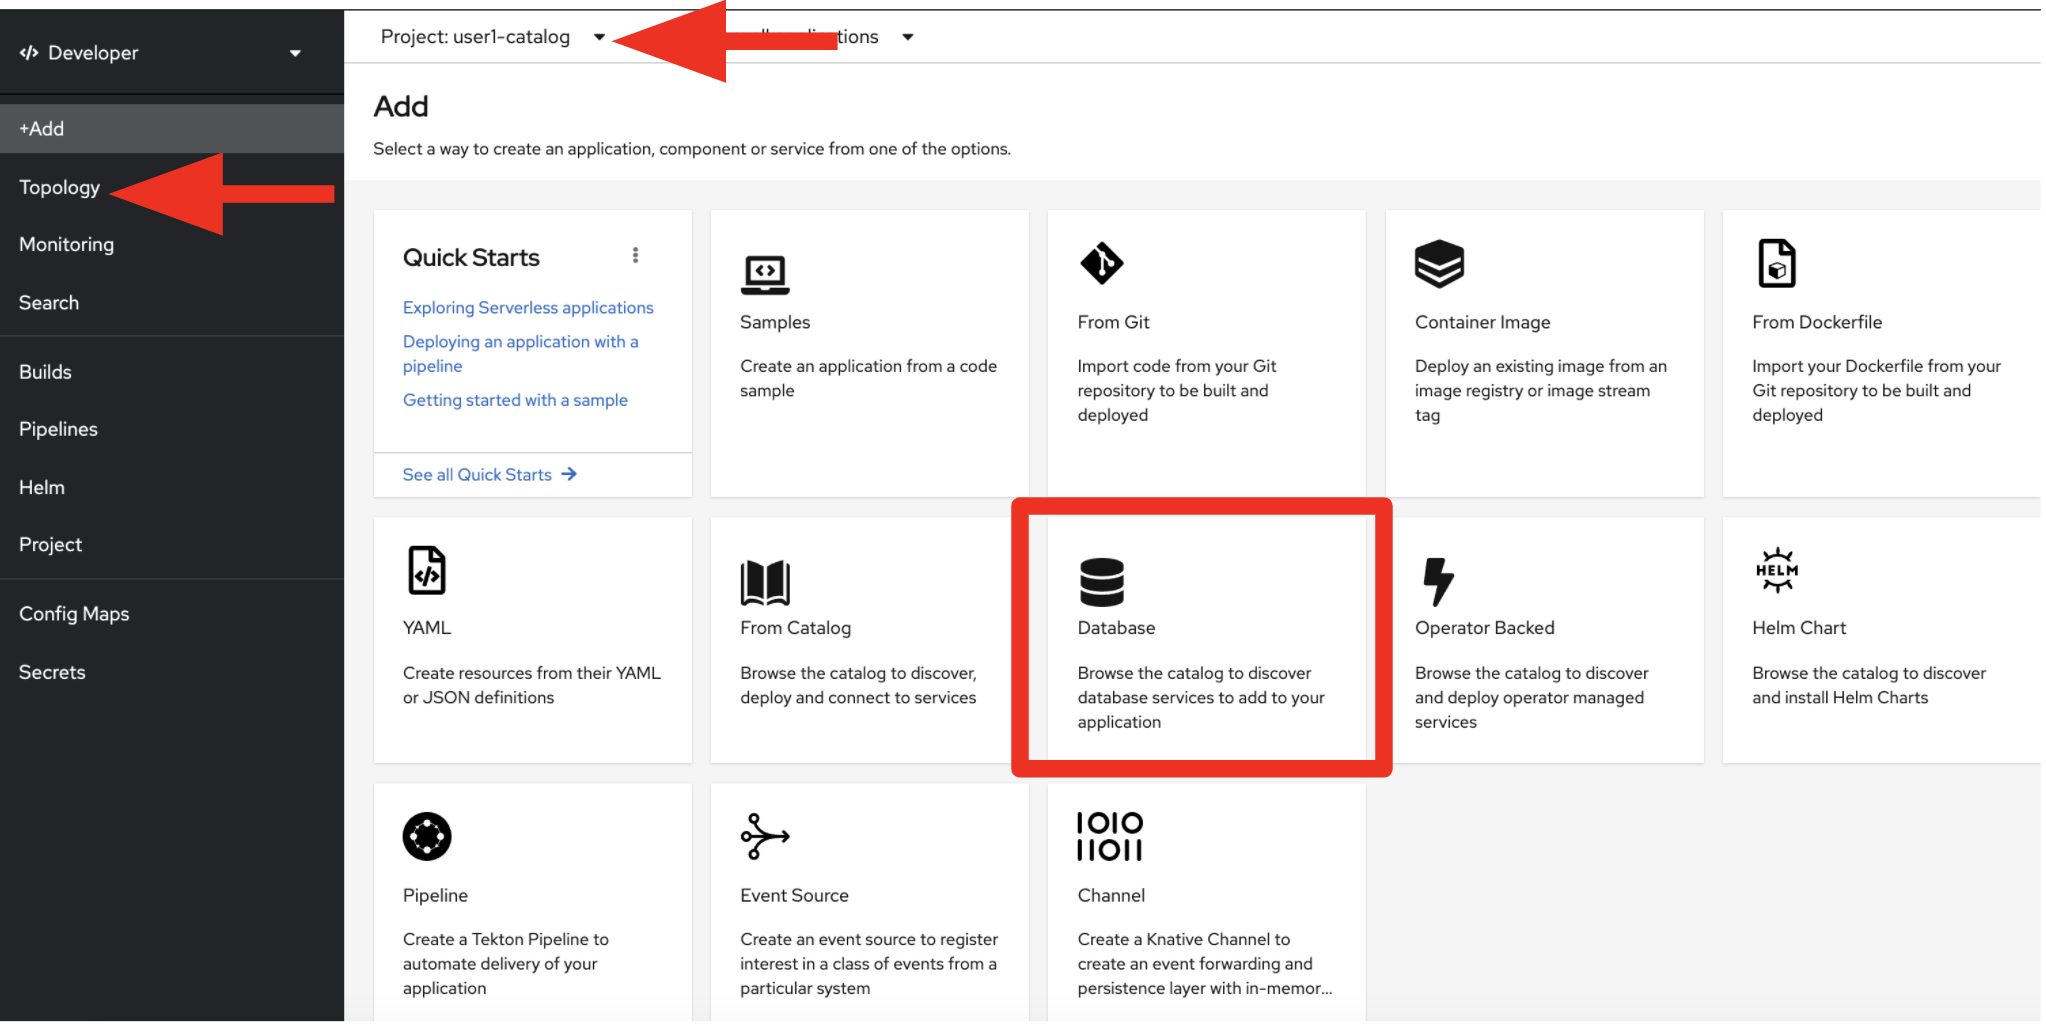 Developer
Project: user1-catalog
+Add
Topology
Monitoring
Search
Builds
Pipelines
Helm
Project
Config Maps
Secrets
Add
Select a way to create an application, component or service from one of the options.
Quick Starts
Exploring Serverless applications
Deploying an application with a
pipeline
Getting started with a sample
See all Quick Starts
Samples
Create an application from a code
sample
From Git
Import code from your Git
repository to be built and
deployed
Container Image
Deploy an existing image from an
image registry or image stream
tag
From Dockerfile
Import your Dockerfile from your
Git repository to be built and
deployed
YAML
Create resources from their YAML
or JSON definitions
From Catalog
Browse the catalog to discover,
deploy and connect to services
Database
Browse the catalog to discover
database services to add to your
application
Operator Backed
Browse the catalog to discover
and deploy operator managed
services
HELM
Helm Chart
Browse the catalog to discover
and install Helm Charts
Pipeline
Create a Tekton Pipeline to
automate delivery of your
application
Event Source
Create an event source to register
interest in a class of events from a
particular system
1010
11011
Channel
Create a Knative Channel to
create an event forwarding and
persistence layer with in-memor...